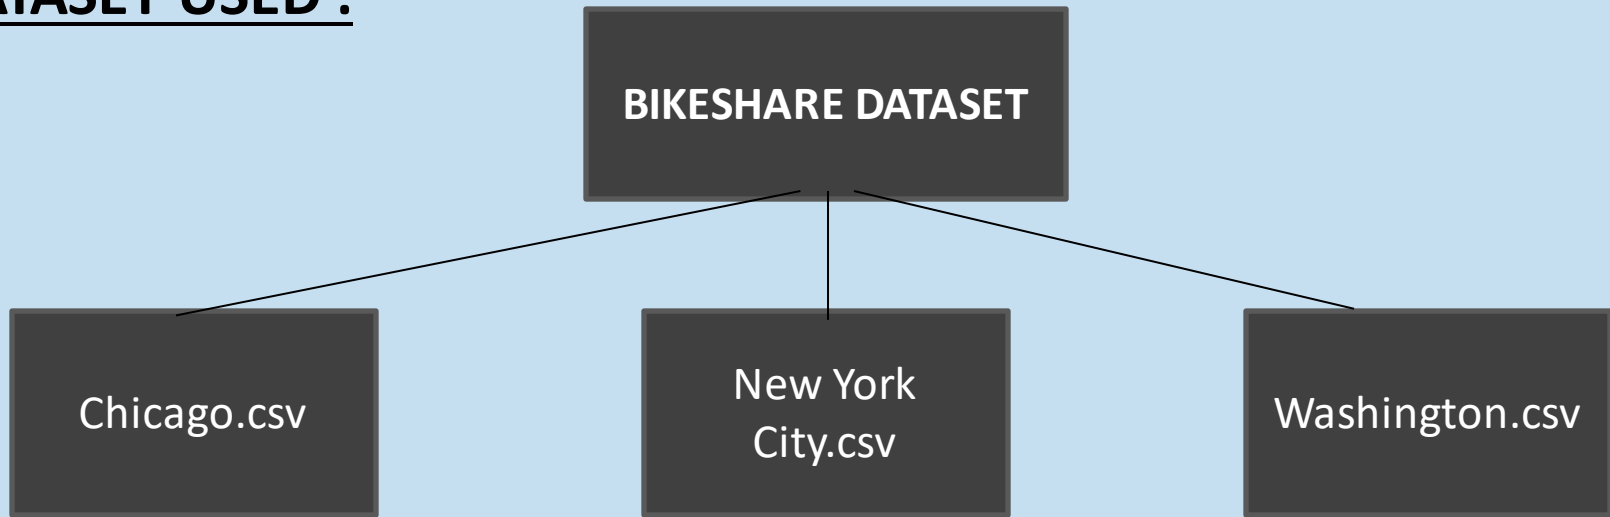 ATASET USED :
BIKESHARE DATASET
Chicago.csv
New York
City.csv
Washington.csv